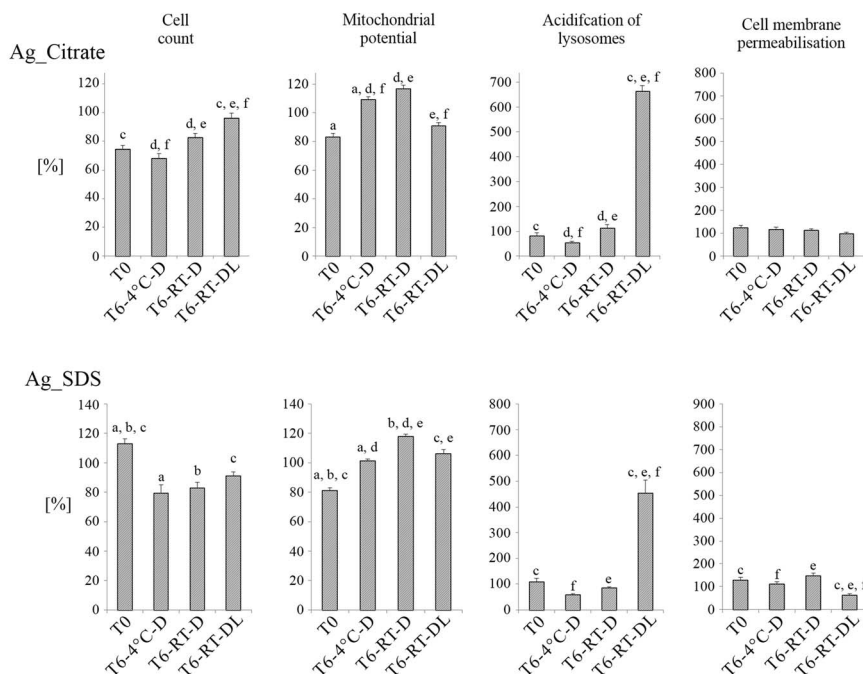 Cell
count
Mitochondrial
potential
Acidifcation of
lysosomes
Cell membrane
permeabilisation
Ag_Citrate
[%]
120
100
80
60
40
20
0
c
d, f
d, e
c, e, f
T0
T6-4°C-D
T6-RT-D
T6-RT-DL
120
100
80
60
40
20
0
a
a, d, f
d, e
e, f
T0
T6-4°C-D
T6-RT-D
T6-RT-DL
700
600
500
400
300
200
100
0
c
d, f
d, e
c, e, f
T0
T6-4°C-D
T6-RT-D
T6-RT-DL
800
700
600
500
400
300
200
100
0
T0
T6-4°C-D
T6-RT-D
T6-RT-DL
Ag_SDS
[%]
140
120
100
80
60
40
20
0
a, b, c
a
b
c
T0
T6-4°C-D
T6-RT-D
T6-RT-DL
140
120
100
80
60
40
20
0
a, b, c
a, d
b, d, e
c, e
T0
T6-4°C-D
T6-RT-D
T6-RT-DL
800
700
600
500
400
300
200
100
0
c
f
e
c, e, f
T0
T6-4°C-D
T6-RT-D
T6-RT-DL
900
800
700
600
500
400
300
200
100
0
c
f
e
c, e, f
T0
T6-4°C-D
T6-RT-D
T6-RT-DL